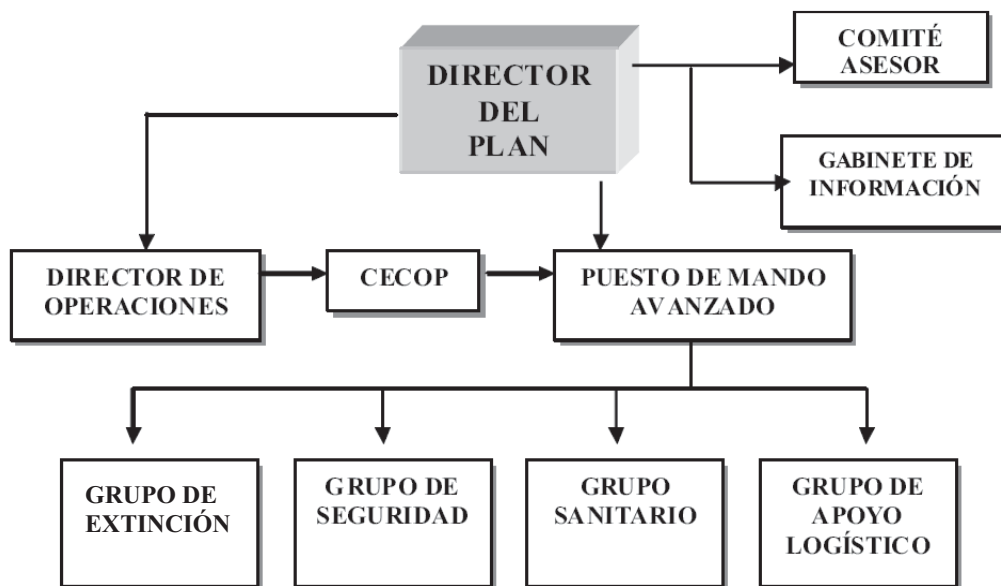 DIRECTOR
DEL
PLAN
COMITÉ
ASESOR
GABINETE DE
INFORMACIÓN
DIRECTOR DE
OPERACIONES
CECOP
PUESTO DE MANDO
AVANZADO
GRUPO DE
EXTINCIÓN
GRUPO DE
SEGURIDAD
GRUPO
SANITARIO
GRUPO DE
APOYO
LOGÍSTICO